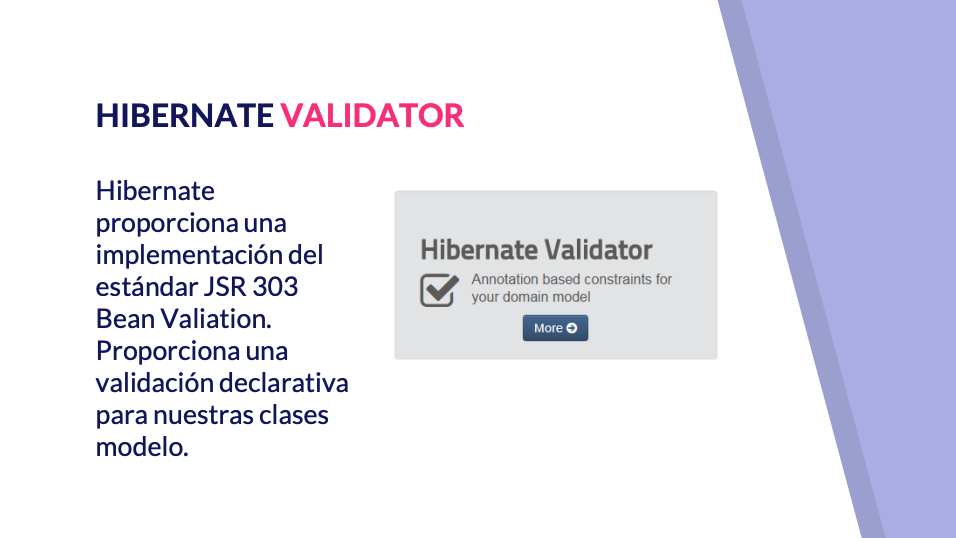 HIBERNATE VALIDATOR
Hibernate
proporciona una
implementación del
estándar JSR 303
Bean Valiation.
Proporciona una
validación declarativa
para nuestras clases
modelo.
Hibernate Validator
Annotation based constraints for
your domain model
More